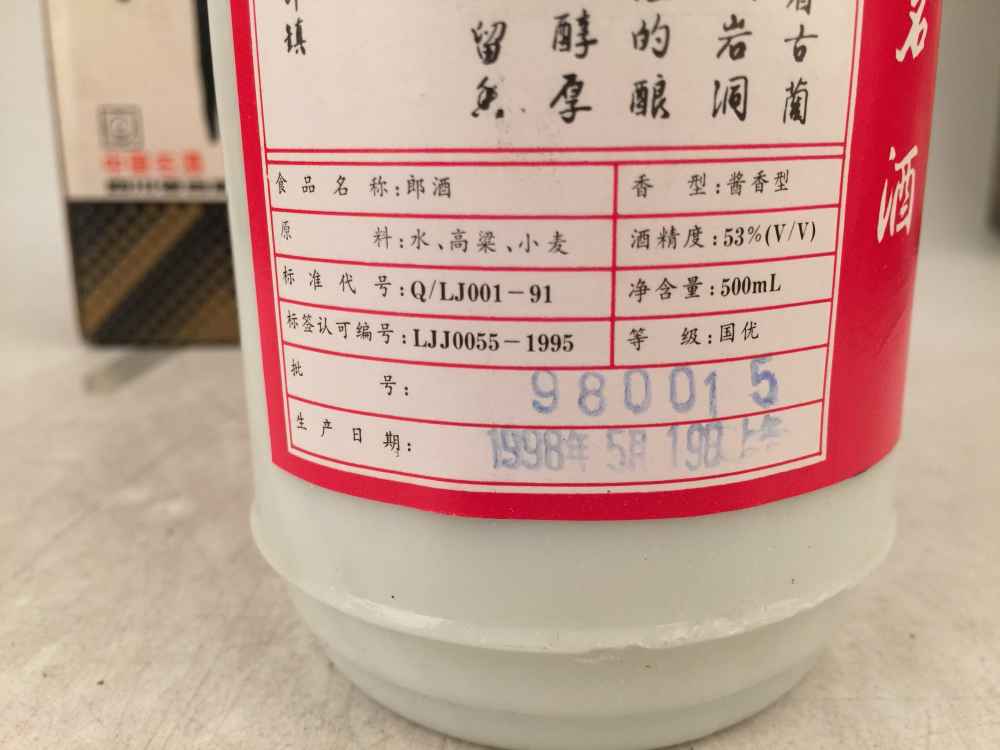 名酒
古蔺
岩洞
的酿
醇厚
留
镇
食品名称:郎酒
香型:酱香型
原料:水、高粱、小麦
酒精度:53%(V/V)
标准代号:Q/LJ001-91
净含量:500mL
标签认可编号:LJJ0055-1995
等级:国优
批号: 980015
生产日期: 1998年5月19日上午